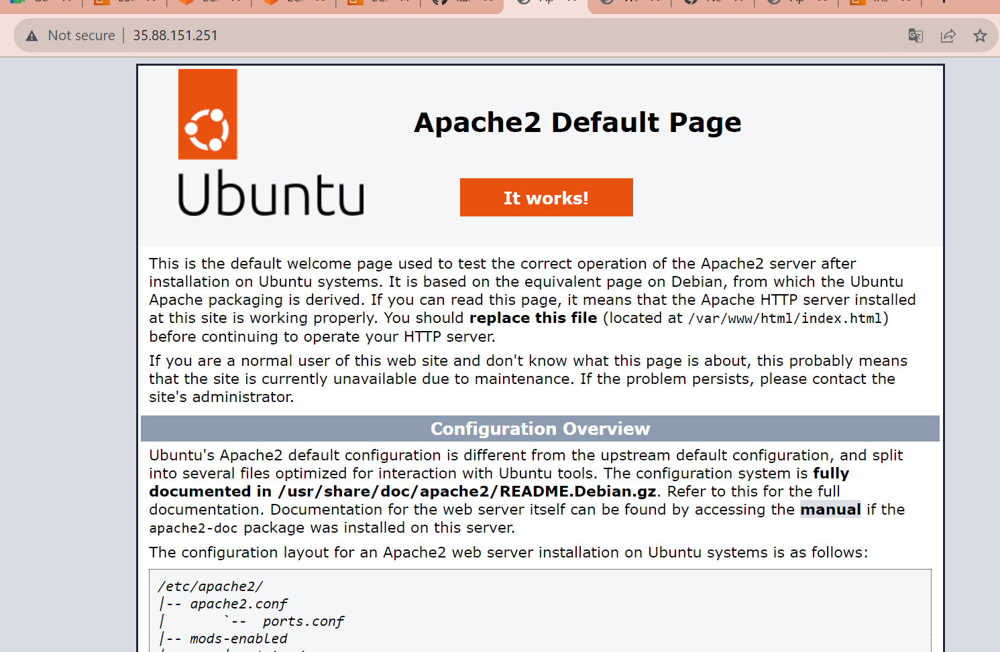 Not secure | 35.88.151.251
Apache2 Default Page
Ubuntu
It works!
This is the default welcome page used to test the correct operation of the Apache2 server after
installation on Ubuntu systems. It is based on the equivalent page on Debian, from which the Ubuntu
Apache packaging is derived. If you can read this page, it means that the Apache HTTP server installed
at this site is working properly. You should replace this file (located at /var/www/html/index.html)
before continuing to operate your HTTP server.
If you are a normal user of this web site and don't know what this page is about, this probably means
that the site is currently unavailable due to maintenance. If the problem persists, please contact the
site's administrator.
Configuration Overview
Ubuntu's Apache2 default configuration is different from the upstream default configuration, and split
into several files optimized for interaction with Ubuntu tools. The configuration system is fully
documented in /usr/share/doc/apache2/README.Debian.gz. Refer to this for the full
documentation. Documentation for the web server itself can be found by accessing the manual if the
apache2-doc package was installed on this server.
The configuration layout for an Apache2 web server installation on Ubuntu systems is as follows:
/etc/apache2/
|-- apache2.conf
|       `--  ports.conf
|-- mods-enabled